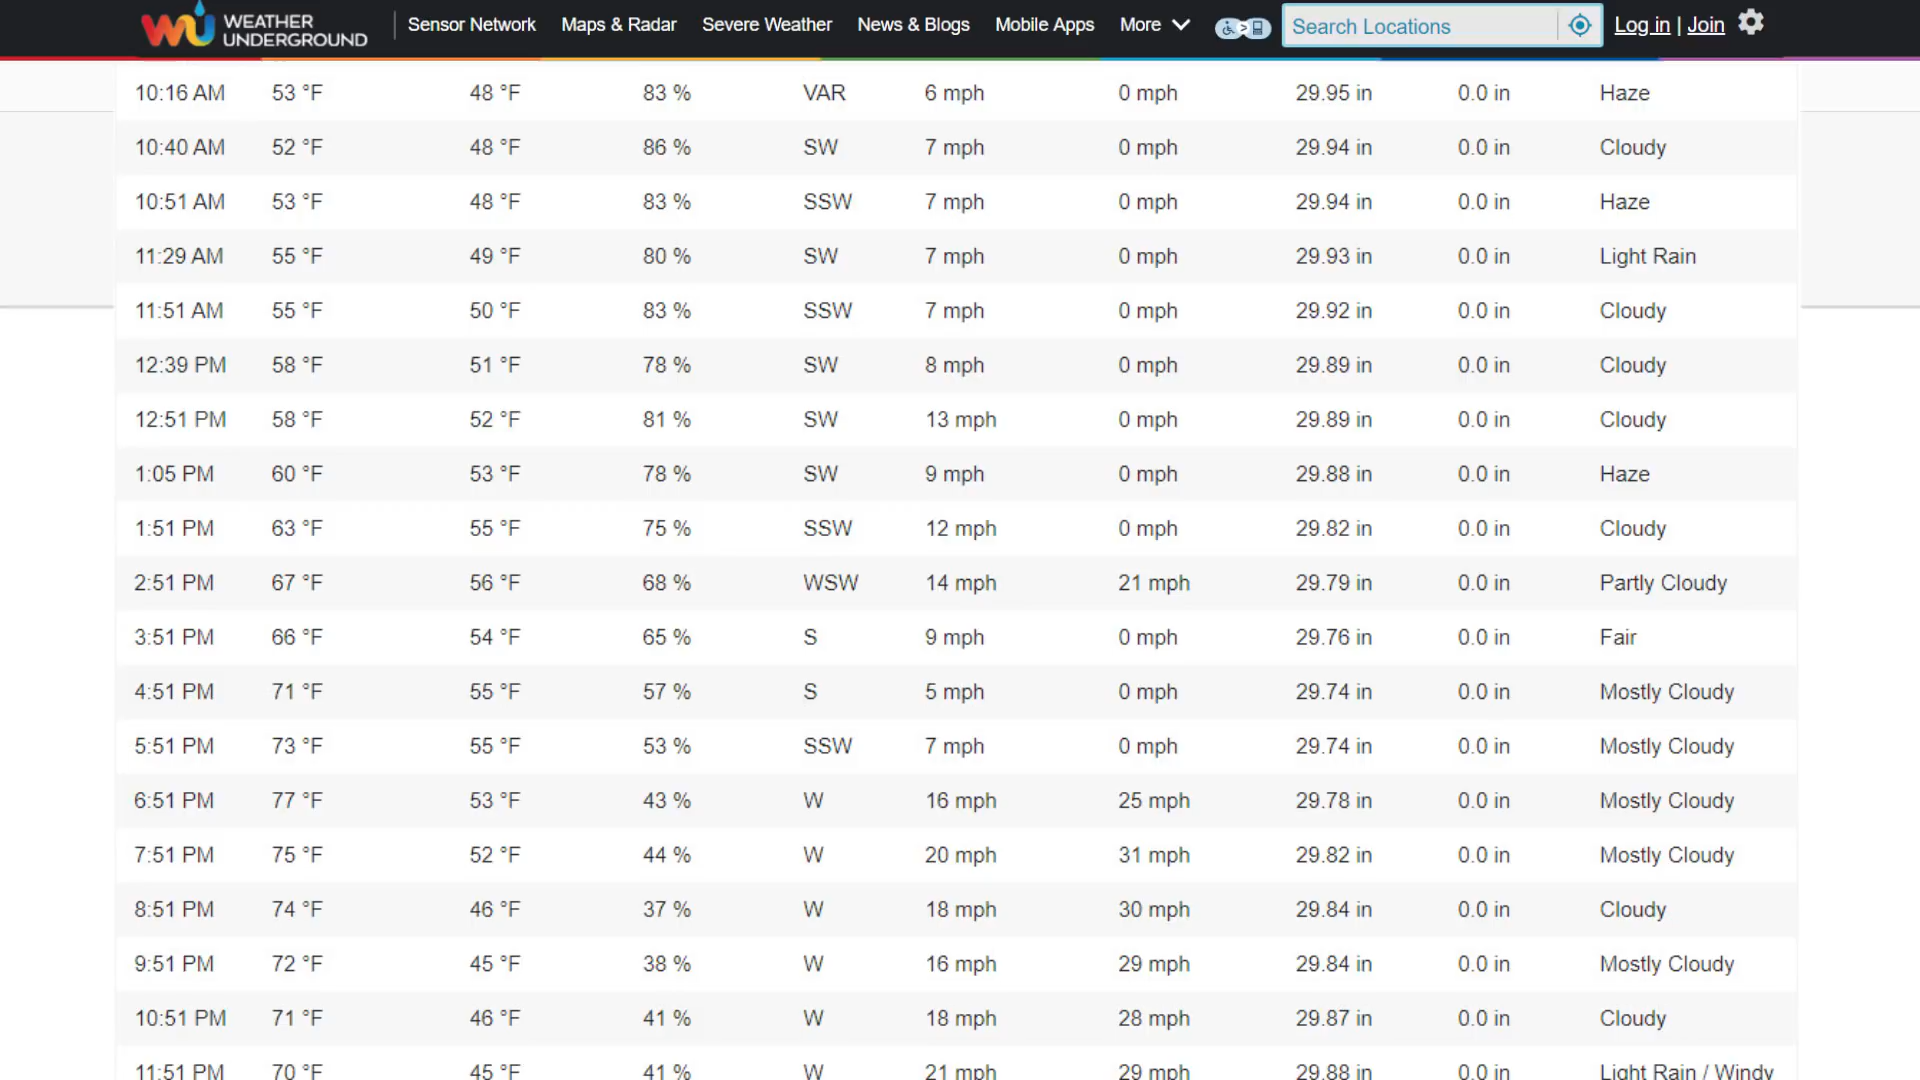 WEATHER UNDERGROUND Sensor Network Maps & Radar Severe Weather News & Blogs Mobile Apps More Search Locations Log in | Join
10:16 AM 53 °F 48 °F 83 % VAR 6 mph 0 mph 29.95 in 0.0 in Haze
10:40 AM 52 °F 48 °F 86 % SW 7 mph 0 mph 29.94 in 0.0 in Cloudy
10:51 AM 53 °F 48 °F 83 % SSW 7 mph 0 mph 29.94 in 0.0 in Haze
11:29 AM 55 °F 49 °F 80 % SW 7 mph 0 mph 29.93 in 0.0 in Light Rain
11:51 AM 55 °F 50 °F 83 % SSW 7 mph 0 mph 29.92 in 0.0 in Cloudy
12:39 PM 58 °F 51 °F 78 % SW 8 mph 0 mph 29.89 in 0.0 in Cloudy
12:51 PM 58 °F 52 °F 81 % SW 13 mph 0 mph 29.89 in 0.0 in Cloudy
1:05 PM 60 °F 53 °F 78 % SW 9 mph 0 mph 29.88 in 0.0 in Haze
1:51 PM 63 °F 55 °F 75 % SSW 12 mph 0 mph 29.82 in 0.0 in Cloudy
2:51 PM 67 °F 56 °F 68 % WSW 14 mph 21 mph 29.79 in 0.0 in Partly Cloudy
3:51 PM 66 °F 54 °F 65 % S 9 mph 0 mph 29.76 in 0.0 in Fair
4:51 PM 71 °F 55 °F 57 % S 5 mph 0 mph 29.74 in 0.0 in Mostly Cloudy
5:51 PM 73 °F 55 °F 53 % SSW 7 mph 0 mph 29.74 in 0.0 in Mostly Cloudy
6:51 PM 77 °F 53 °F 43 % W 16 mph 25 mph 29.78 in 0.0 in Mostly Cloudy
7:51 PM 75 °F 52 °F 44 % W 20 mph 31 mph 29.82 in 0.0 in Mostly Cloudy
8:51 PM 74 °F 46 °F 37 % W 18 mph 30 mph 29.84 in 0.0 in Cloudy
9:51 PM 72 °F 45 °F 38 % W 16 mph 29 mph 29.84 in 0.0 in Mostly Cloudy
10:51 PM 71 °F 46 °F 41 % W 18 mph 28 mph 29.87 in 0.0 in Cloudy
11:51 PM 70 °F 45 °F 41 % W 21 mph 29 mph 29.88 in 0.0 in Light Rain / Windy